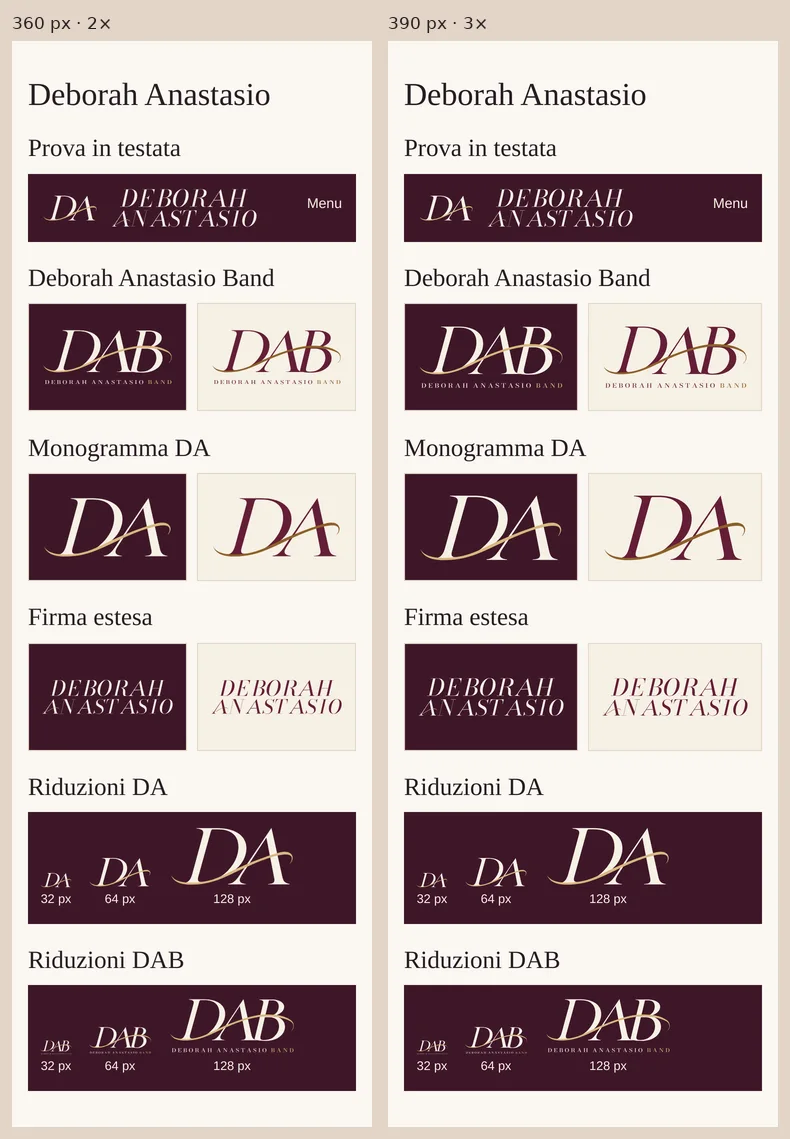 360 px · 2×
Deborah Anastasio
Prova in testata
DA DEBORAH
ANASTASIO
Menu
Deborah Anastasio Band
DAB
DEBORAH ANASTASIO BAND
DAB
DEBORAH ANASTASIO BAND
Monogramma DA
DA
DA
Firma estesa
DEBORAH
ANASTASIO
DEBORAH
ANASTASIO
Riduzioni DA
DA DA DA
32 px 64 px 128 px
Riduzioni DAB
DAB DAB DAB
DEBORAH ANASTASIO BAND
DEBORAH ANASTASIO BAND
32 px 64 px 128 px
390 px · 3×
Deborah Anastasio
Prova in testata
DA DEBORAH
ANASTASIO
Menu
Deborah Anastasio Band
DAB
DEBORAH ANASTASIO BAND
DAB
DEBORAH ANASTASIO BAND
Monogramma DA
DA
DA
Firma estesa
DEBORAH
ANASTASIO
DEBORAH
ANASTASIO
Riduzioni DA
DA DA DA
32 px 64 px 128 px
Riduzioni DAB
DAB DAB DAB
DEBORAH ANASTASIO BAND
DEBORAH ANASTASIO BAND
32 px 64 px 128 px